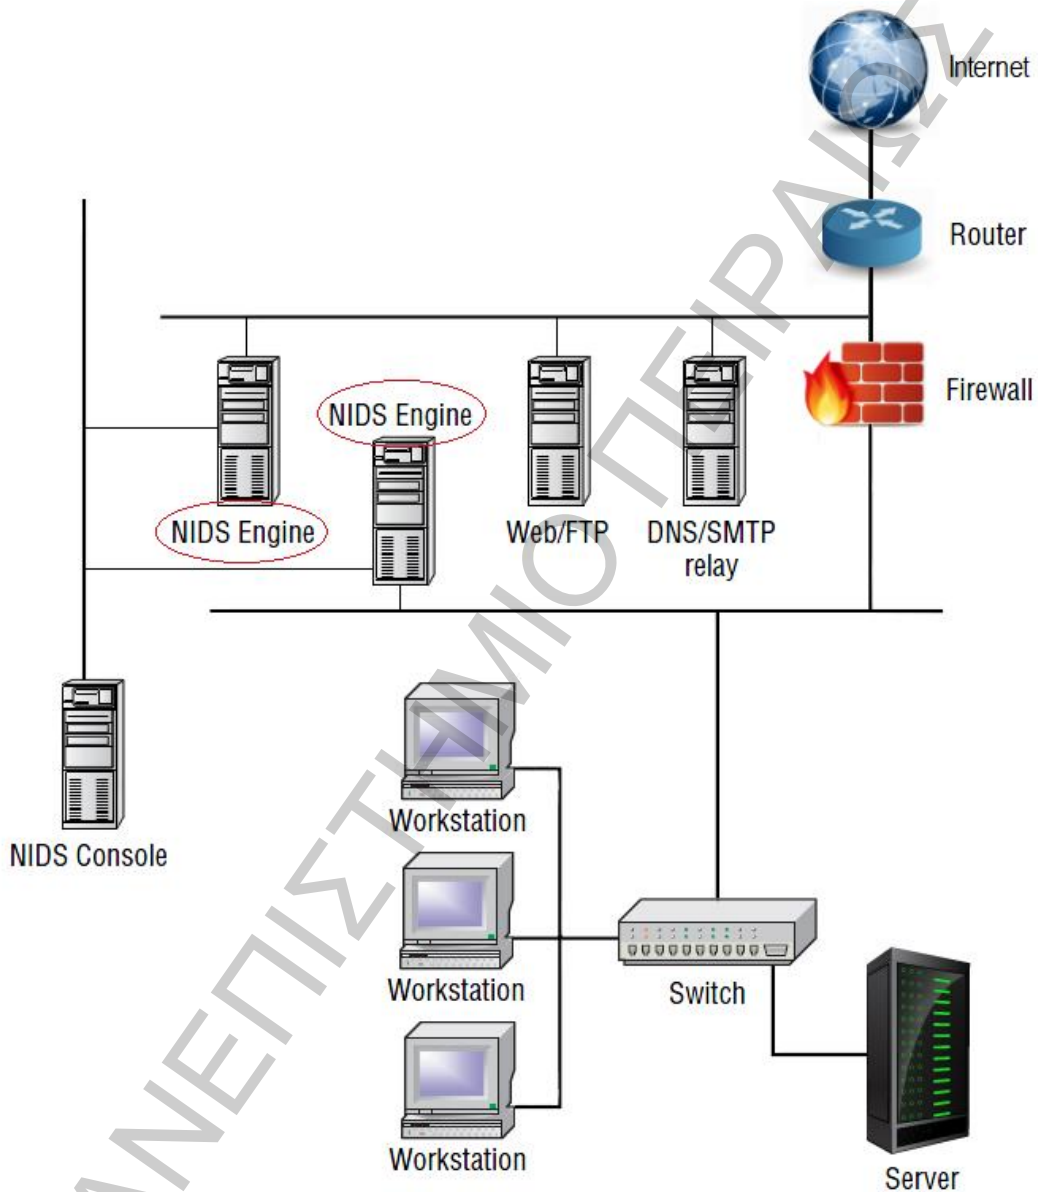 Internet
Router
Firewall
NIDS Engine
NIDS Engine
Web/FTP
DNS/SMTP
relay
NIDS Console
Workstation
Workstation
Switch
Workstation
Server
ΑΝΕΠΙΣΤΗΜΙΟ ΠΕΙΡΑΙΩΣ